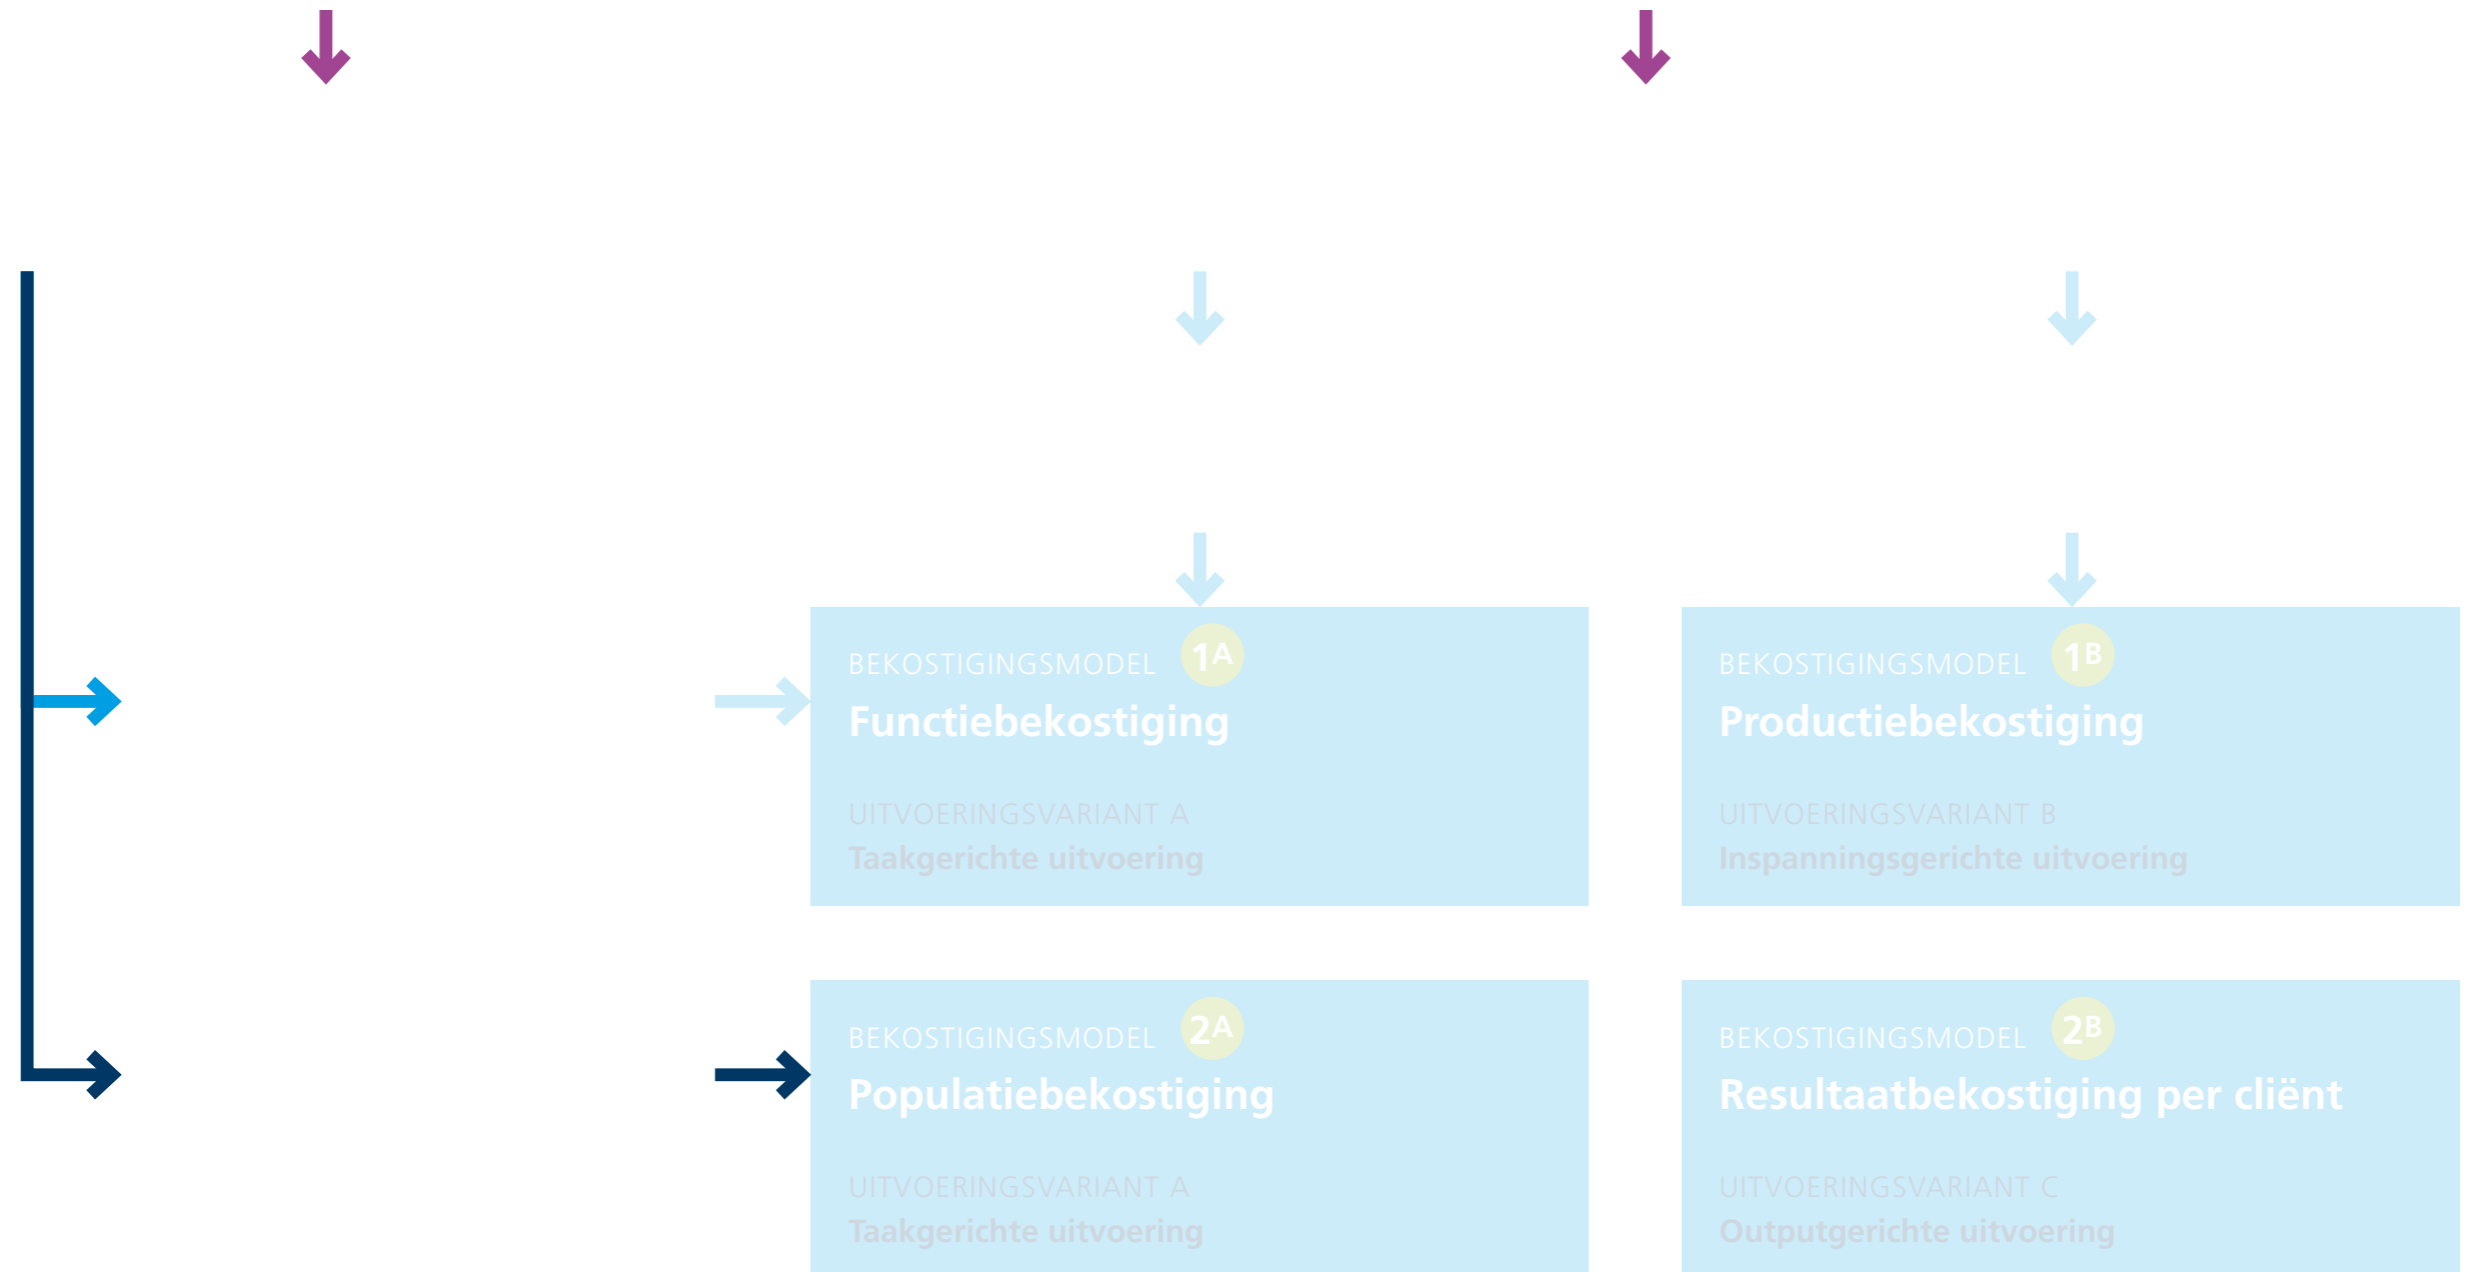 BEKOSTIGINGSMODEL 1A
Functiebekostiging
UITVOERINGSVARIANT A
Taakgerichte uitvoering
BEKOSTIGINGSMODEL 1B
Productiebekostiging
UITVOERINGSVARIANT B
Inspanningsgerichte uitvoering
BEKOSTIGINGSMODEL 2A
Populatiebekostiging
UITVOERINGSVARIANT A
Taakgerichte uitvoering
BEKOSTIGINGSMODEL 2B
Resultaatbekostiging per cliënt
UITVOERINGSVARIANT C
Outputgerichte uitvoering